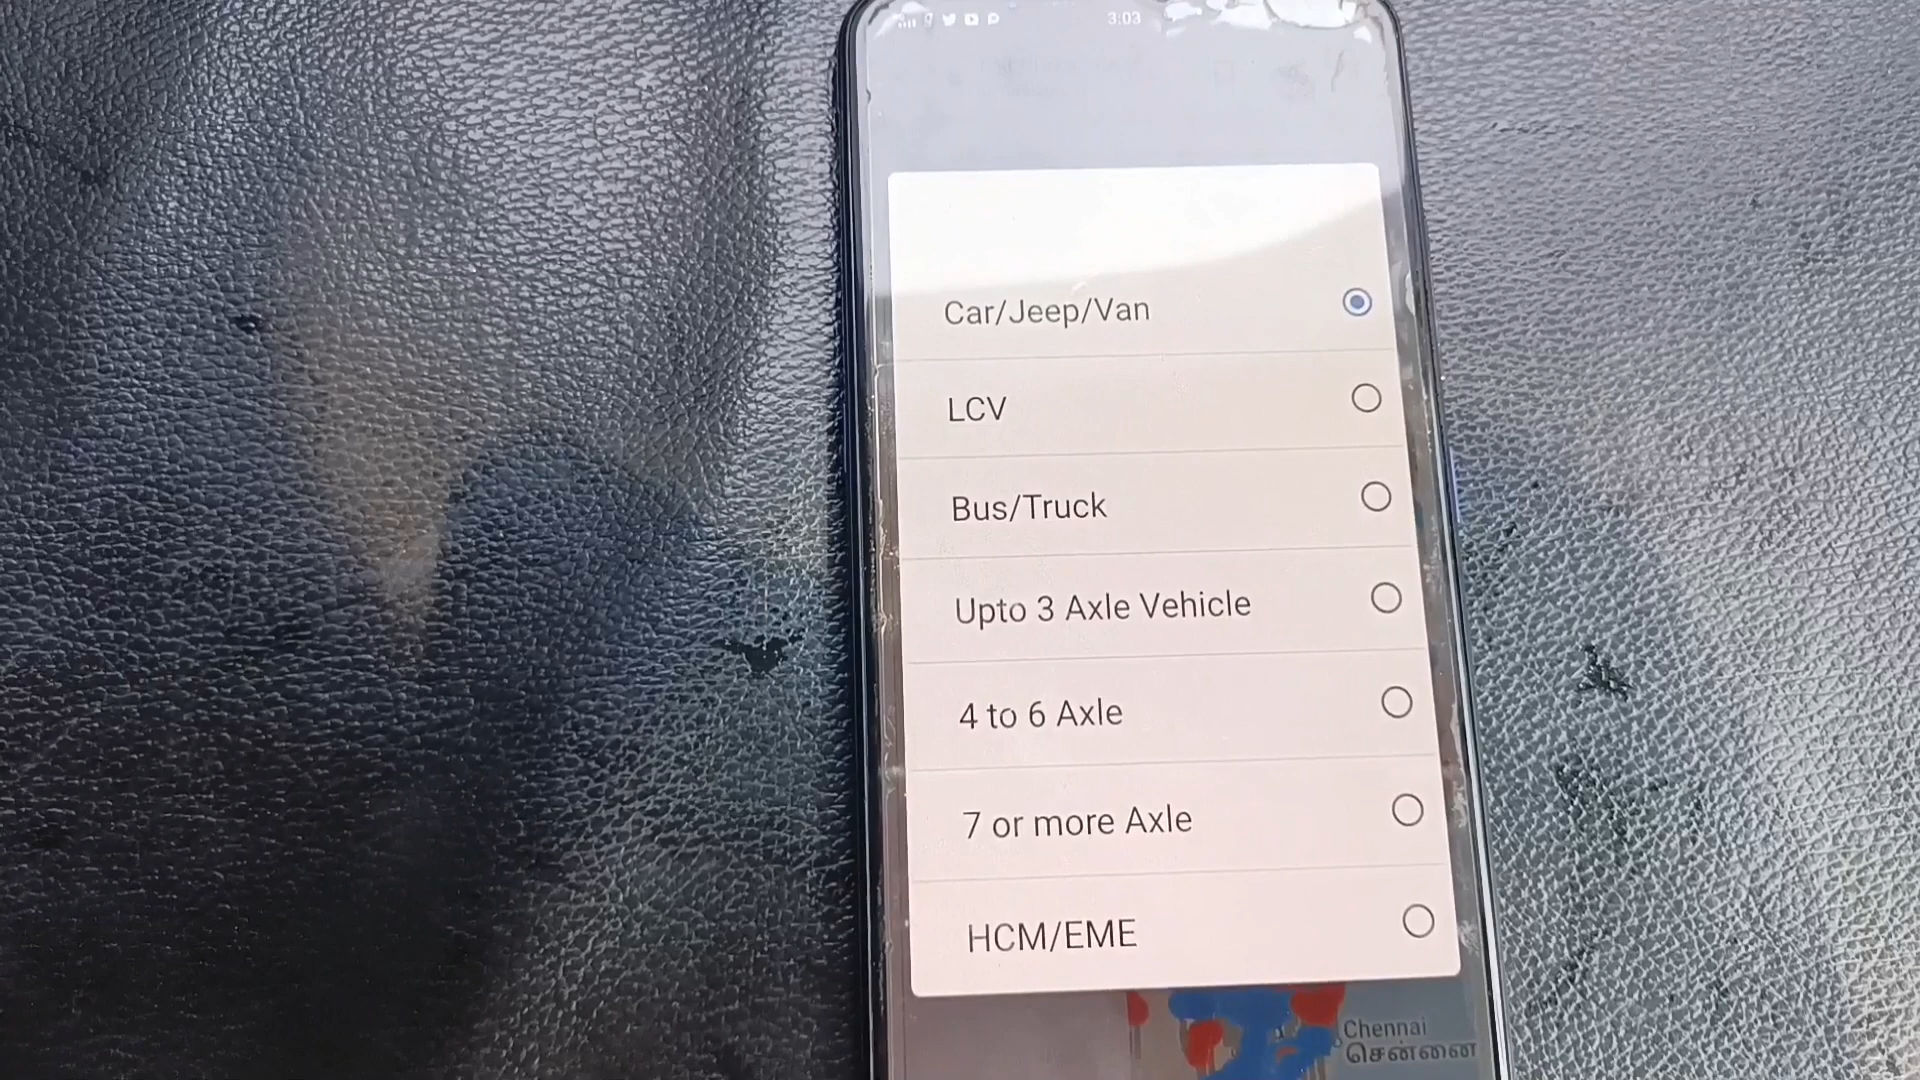 3:03
Car/Jeep/Van
LCV
Bus/Truck
Upto 3 Axle Vehicle
4 to 6 Axle
7 or more Axle
HCM/EME
Chennai
சென்னை